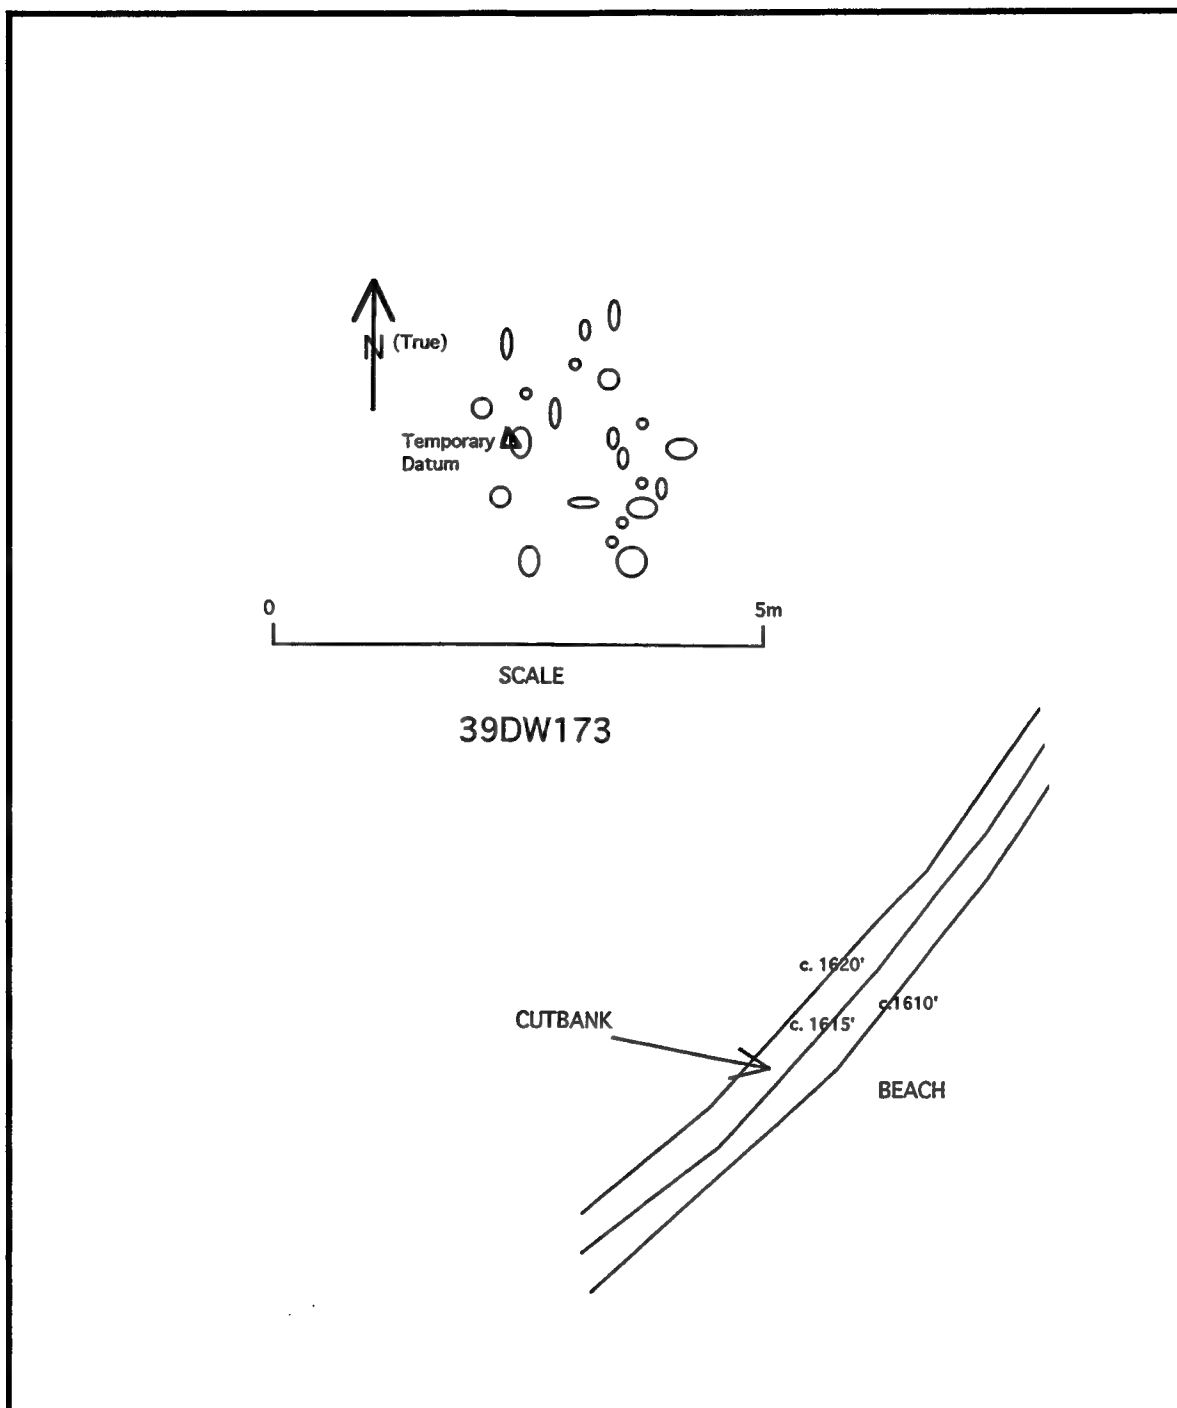 N (True)
Temporary
Datum
0 5m
SCALE
39DW173
c. 1620'
c.1610'
CUTBANK
c. 1615'
BEACH